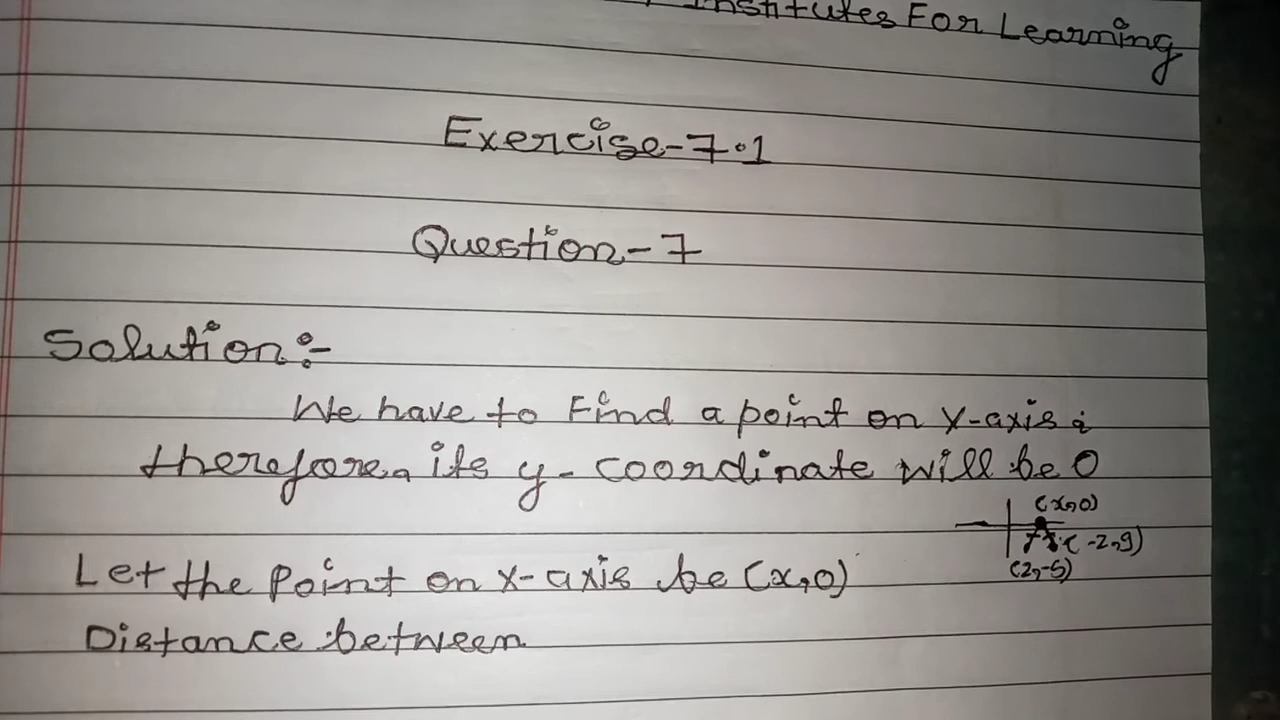 Institutes For Learning
Exercise-7.1
Question-7
Solution:-
We have to Find a point on X-axis;
therefore, its y-coordinate will be 0
(x,0)
(-2,9)
(2,-5)
Let the Point on x-axis be (x,0)
Distance between